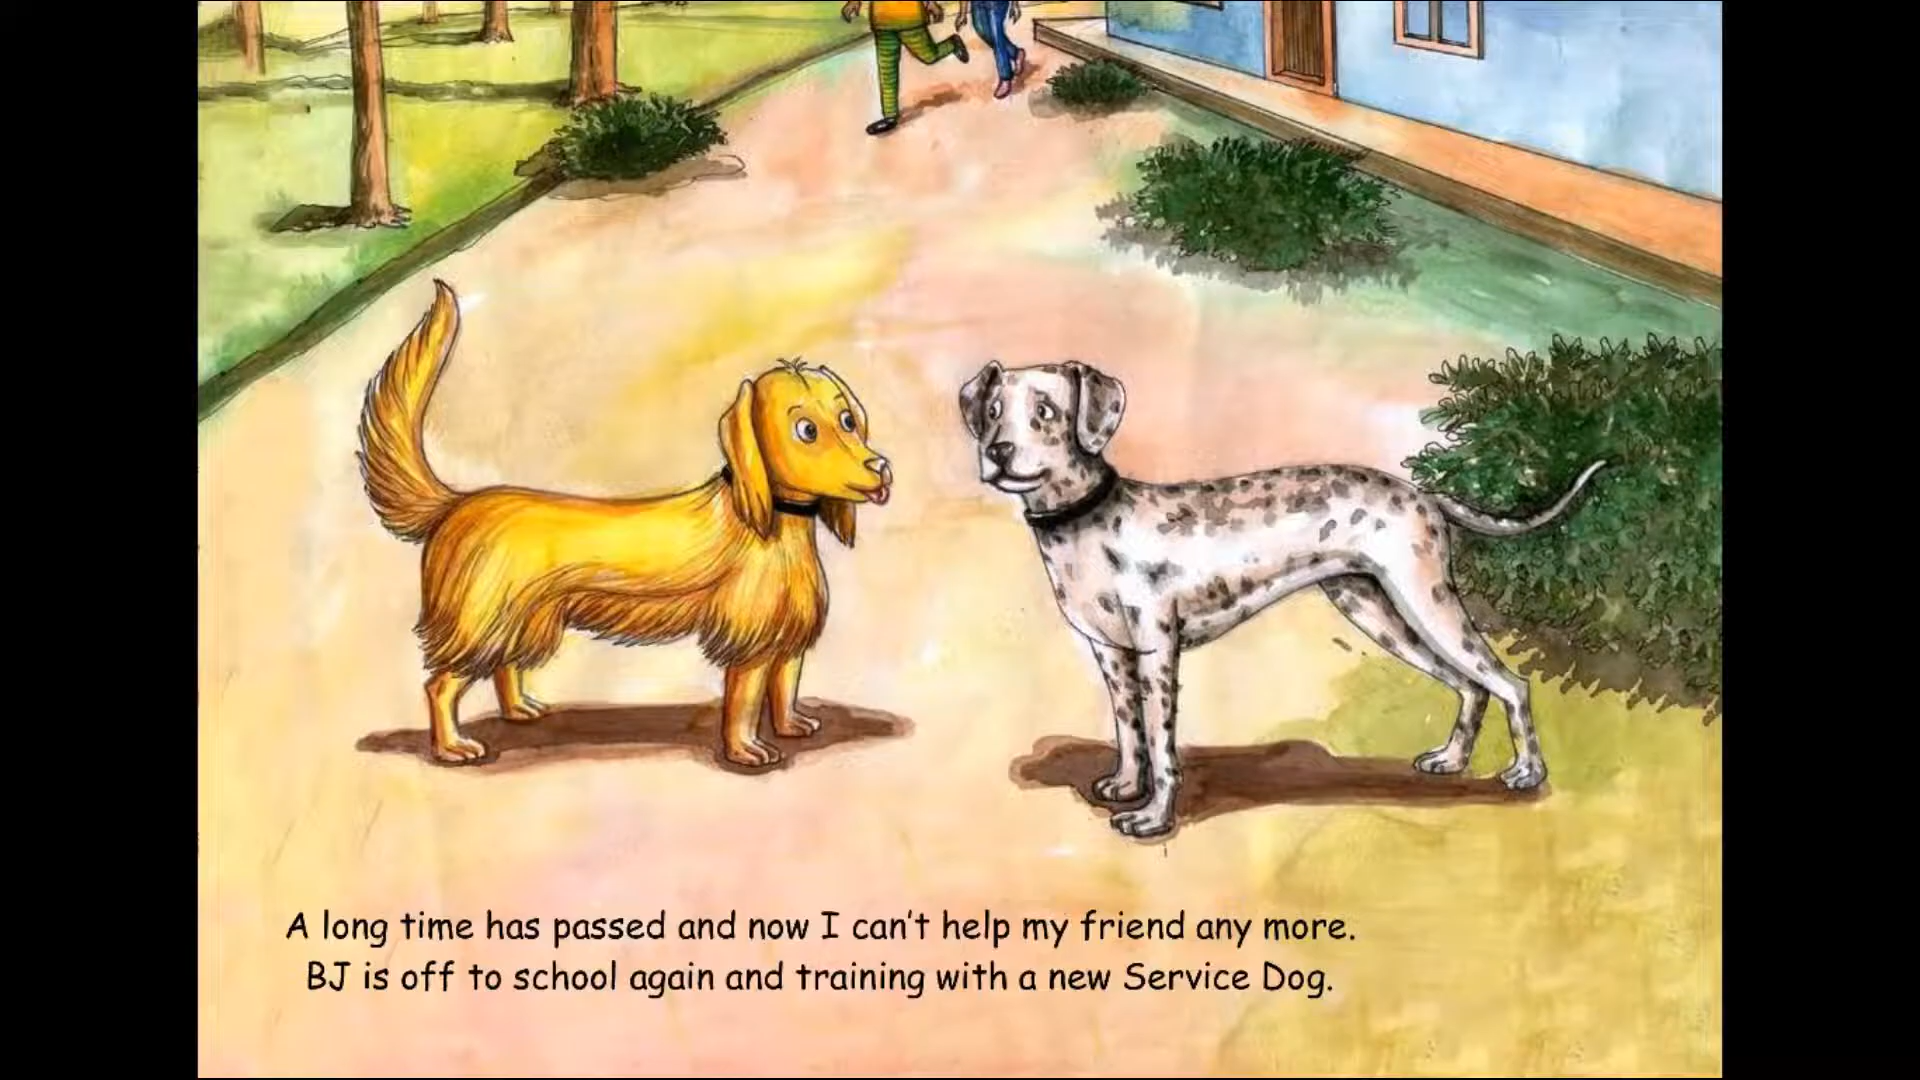 A long time has passed and now I can't help my friend any more.
BJ is off to school again and training with a new Service Dog.